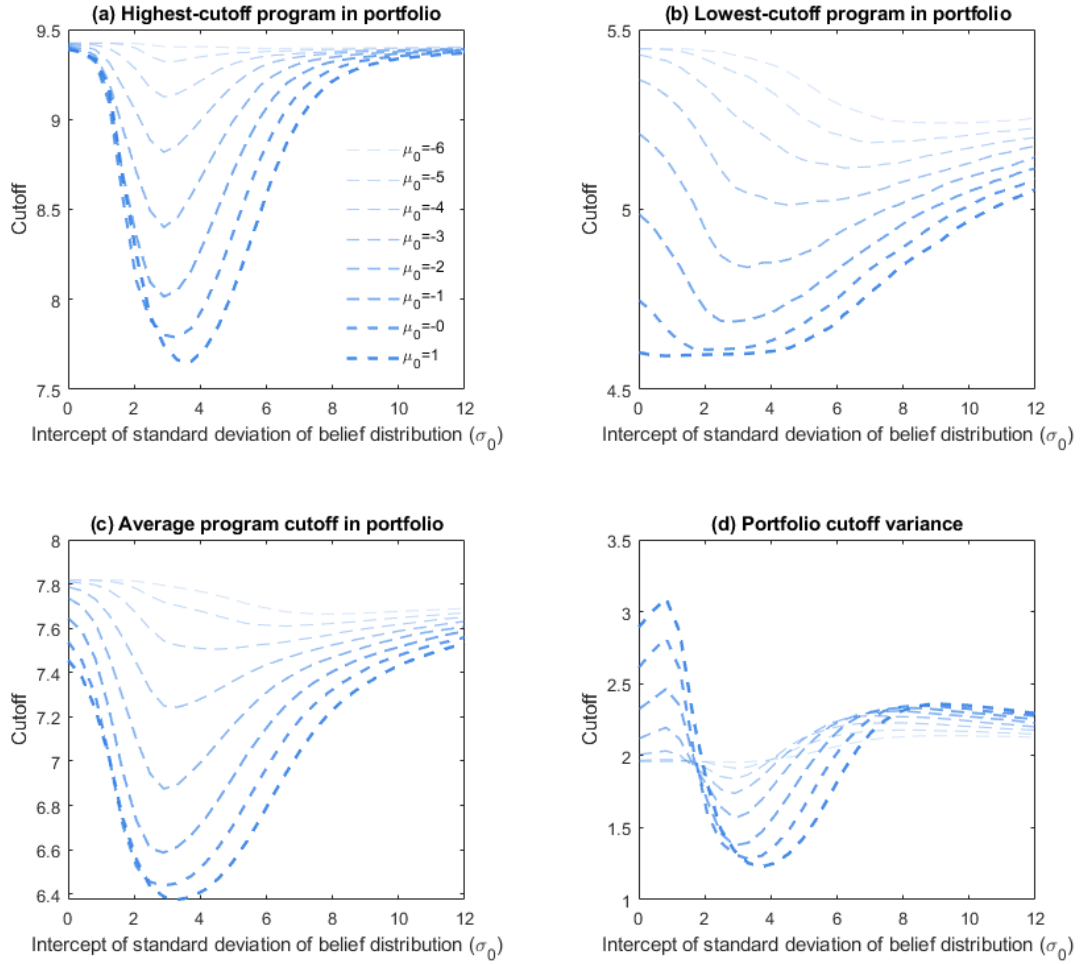 (a) Highest-cutoff program in portfolio
9.5
9
8.5
8
7.5
Cutoff
μ0=-6
μ0=-5
μ0=-4
μ0=-3
μ0=-2
μ0=-1
μ0=-0
μ0=1
0 2 4 6 8 10 12
Intercept of standard deviation of belief distribution (σ0)
(b) Lowest-cutoff program in portfolio
5.5
5
4.5
Cutoff
0 2 4 6 8 10 12
Intercept of standard deviation of belief distribution (σ0)
(c) Average program cutoff in portfolio
8
7.8
7.6
7.4
7.2
7
6.8
6.6
6.4
Cutoff
0 2 4 6 8 10 12
Intercept of standard deviation of belief distribution (σ0)
(d) Portfolio cutoff variance
3.5
3
2.5
2
1.5
1
Cutoff
0 2 4 6 8 10 12
Intercept of standard deviation of belief distribution (σ0)